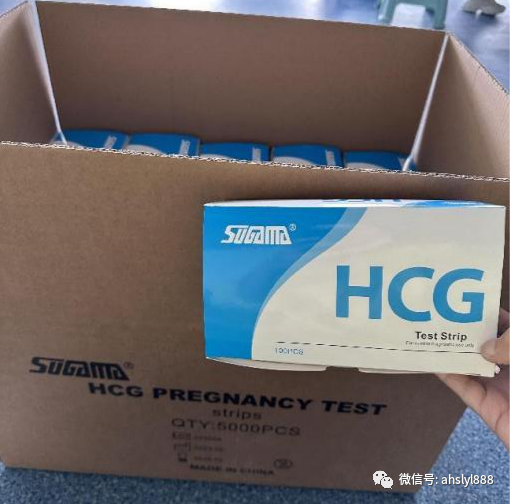 SUGAMA®
HCG
Test Strip
100PCS
SUGAMA®
HCG PREGNANCY TEST
strips
QTY:5000PCS
MADE IN CHINA
微信号: ahslyl888